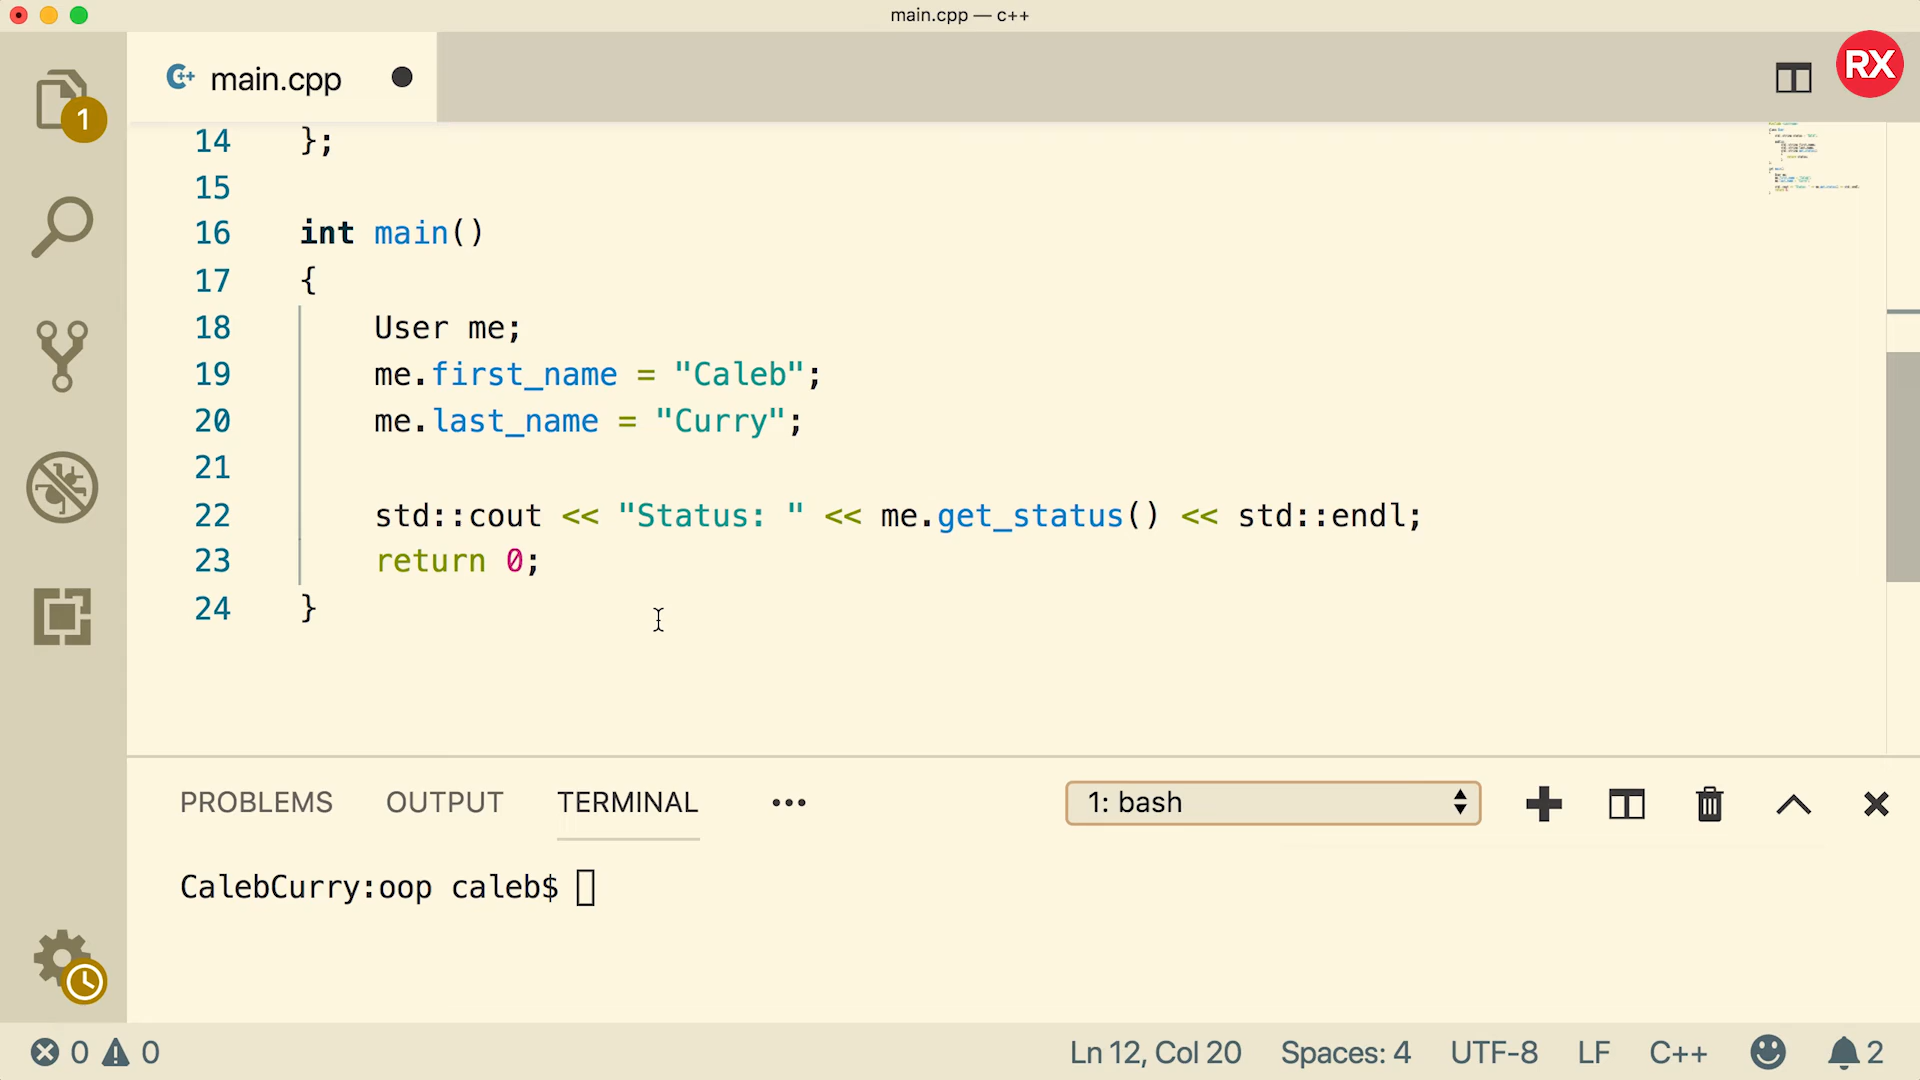 main.cpp — c++
main.cpp
RX
1
14 };
15
16 int main()
17 {
18 User me;
19 me.first_name = "Caleb";
20 me.last_name = "Curry";
21
22 std::cout << "Status: " << me.get_status() << std::endl;
23 return 0;
24 }
PROBLEMS OUTPUT TERMINAL ••• 1: bash
CalebCurry:oop caleb$
0 0 Ln 12, Col 20 Spaces: 4 UTF-8 LF C++ 2